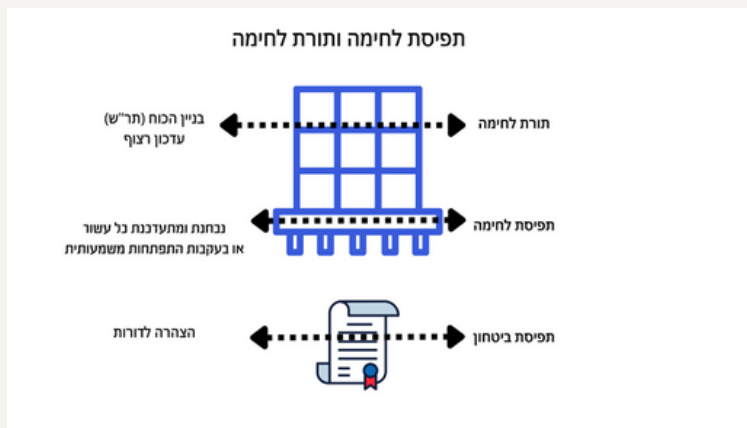 תפיסת לחימה ותורת לחימה
תורת לחימה
בניין הכוח (תר"ש)
עדכון רצוף
תפיסת לחימה
נבחנת ומתעדכנת כל עשור
או בעקבות התפתחות משמעותית
תפיסת ביטחון
הצהרה לדורות